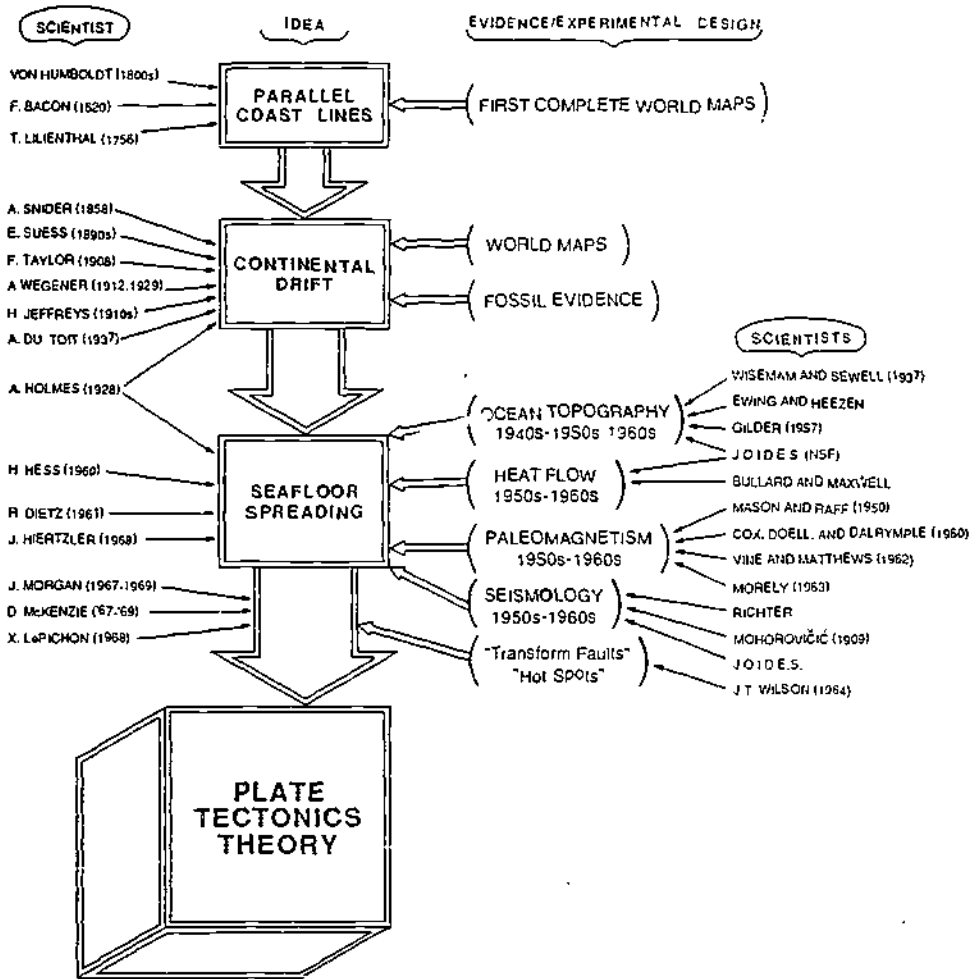 SCIENTIST
IDEA
EVIDENCE/EXPERIMENTAL DESIGN
VON HUMBOLDT (1800s)
F. BACON (1620)
T. LILIENTHAL (1756)
PARALLEL
COAST LINES
(FIRST COMPLETE WORLD MAPS)
A. SNIDER (1858)
E. SUESS (1890s)
F. TAYLOR (1908)
A WEGENER (1912, 1929)
H. JEFFREYS (1910s)
A. DU TOIT (1937)
A. HOLMES (1928)
CONTINENTAL
DRIFT
(WORLD MAPS)
(FOSSIL EVIDENCE)
SCIENTISTS
H. HESS (1960)
R. DIETZ (1961)
J. HIERTZLER (1968)
SEAFLOOR
SPREADING
(OCEAN TOPOGRAPHY
1940s-1950s 1960s)
WISEMAM AND SEWELL (1937)
EWING AND HEEZEN
GILDER (1957)
J O I D E S (NSF)
(HEAT FLOW
1950s-1960s)
BULLARD AND MAXWELL
(PALEOMAGNETISM
1950s-1960s)
MASON AND RAFF (1950)
COX, DOELL, AND DALRYMPLE (1960)
VINE AND MATTHEWS (1962)
MORELY (1963)
(SEISMOLOGY
1950s-1960s)
RICHTER
MOHOROVIČIĆ (1909)
J.O.I.D.E.S.
J. MORGAN (1967-1969)
D. McKENZIE ('67-'69)
X. LePICHON (1968)
("Transform Faults"
"Hot Spots")
J.T. WILSON (1964)
PLATE
TECTONICS
THEORY